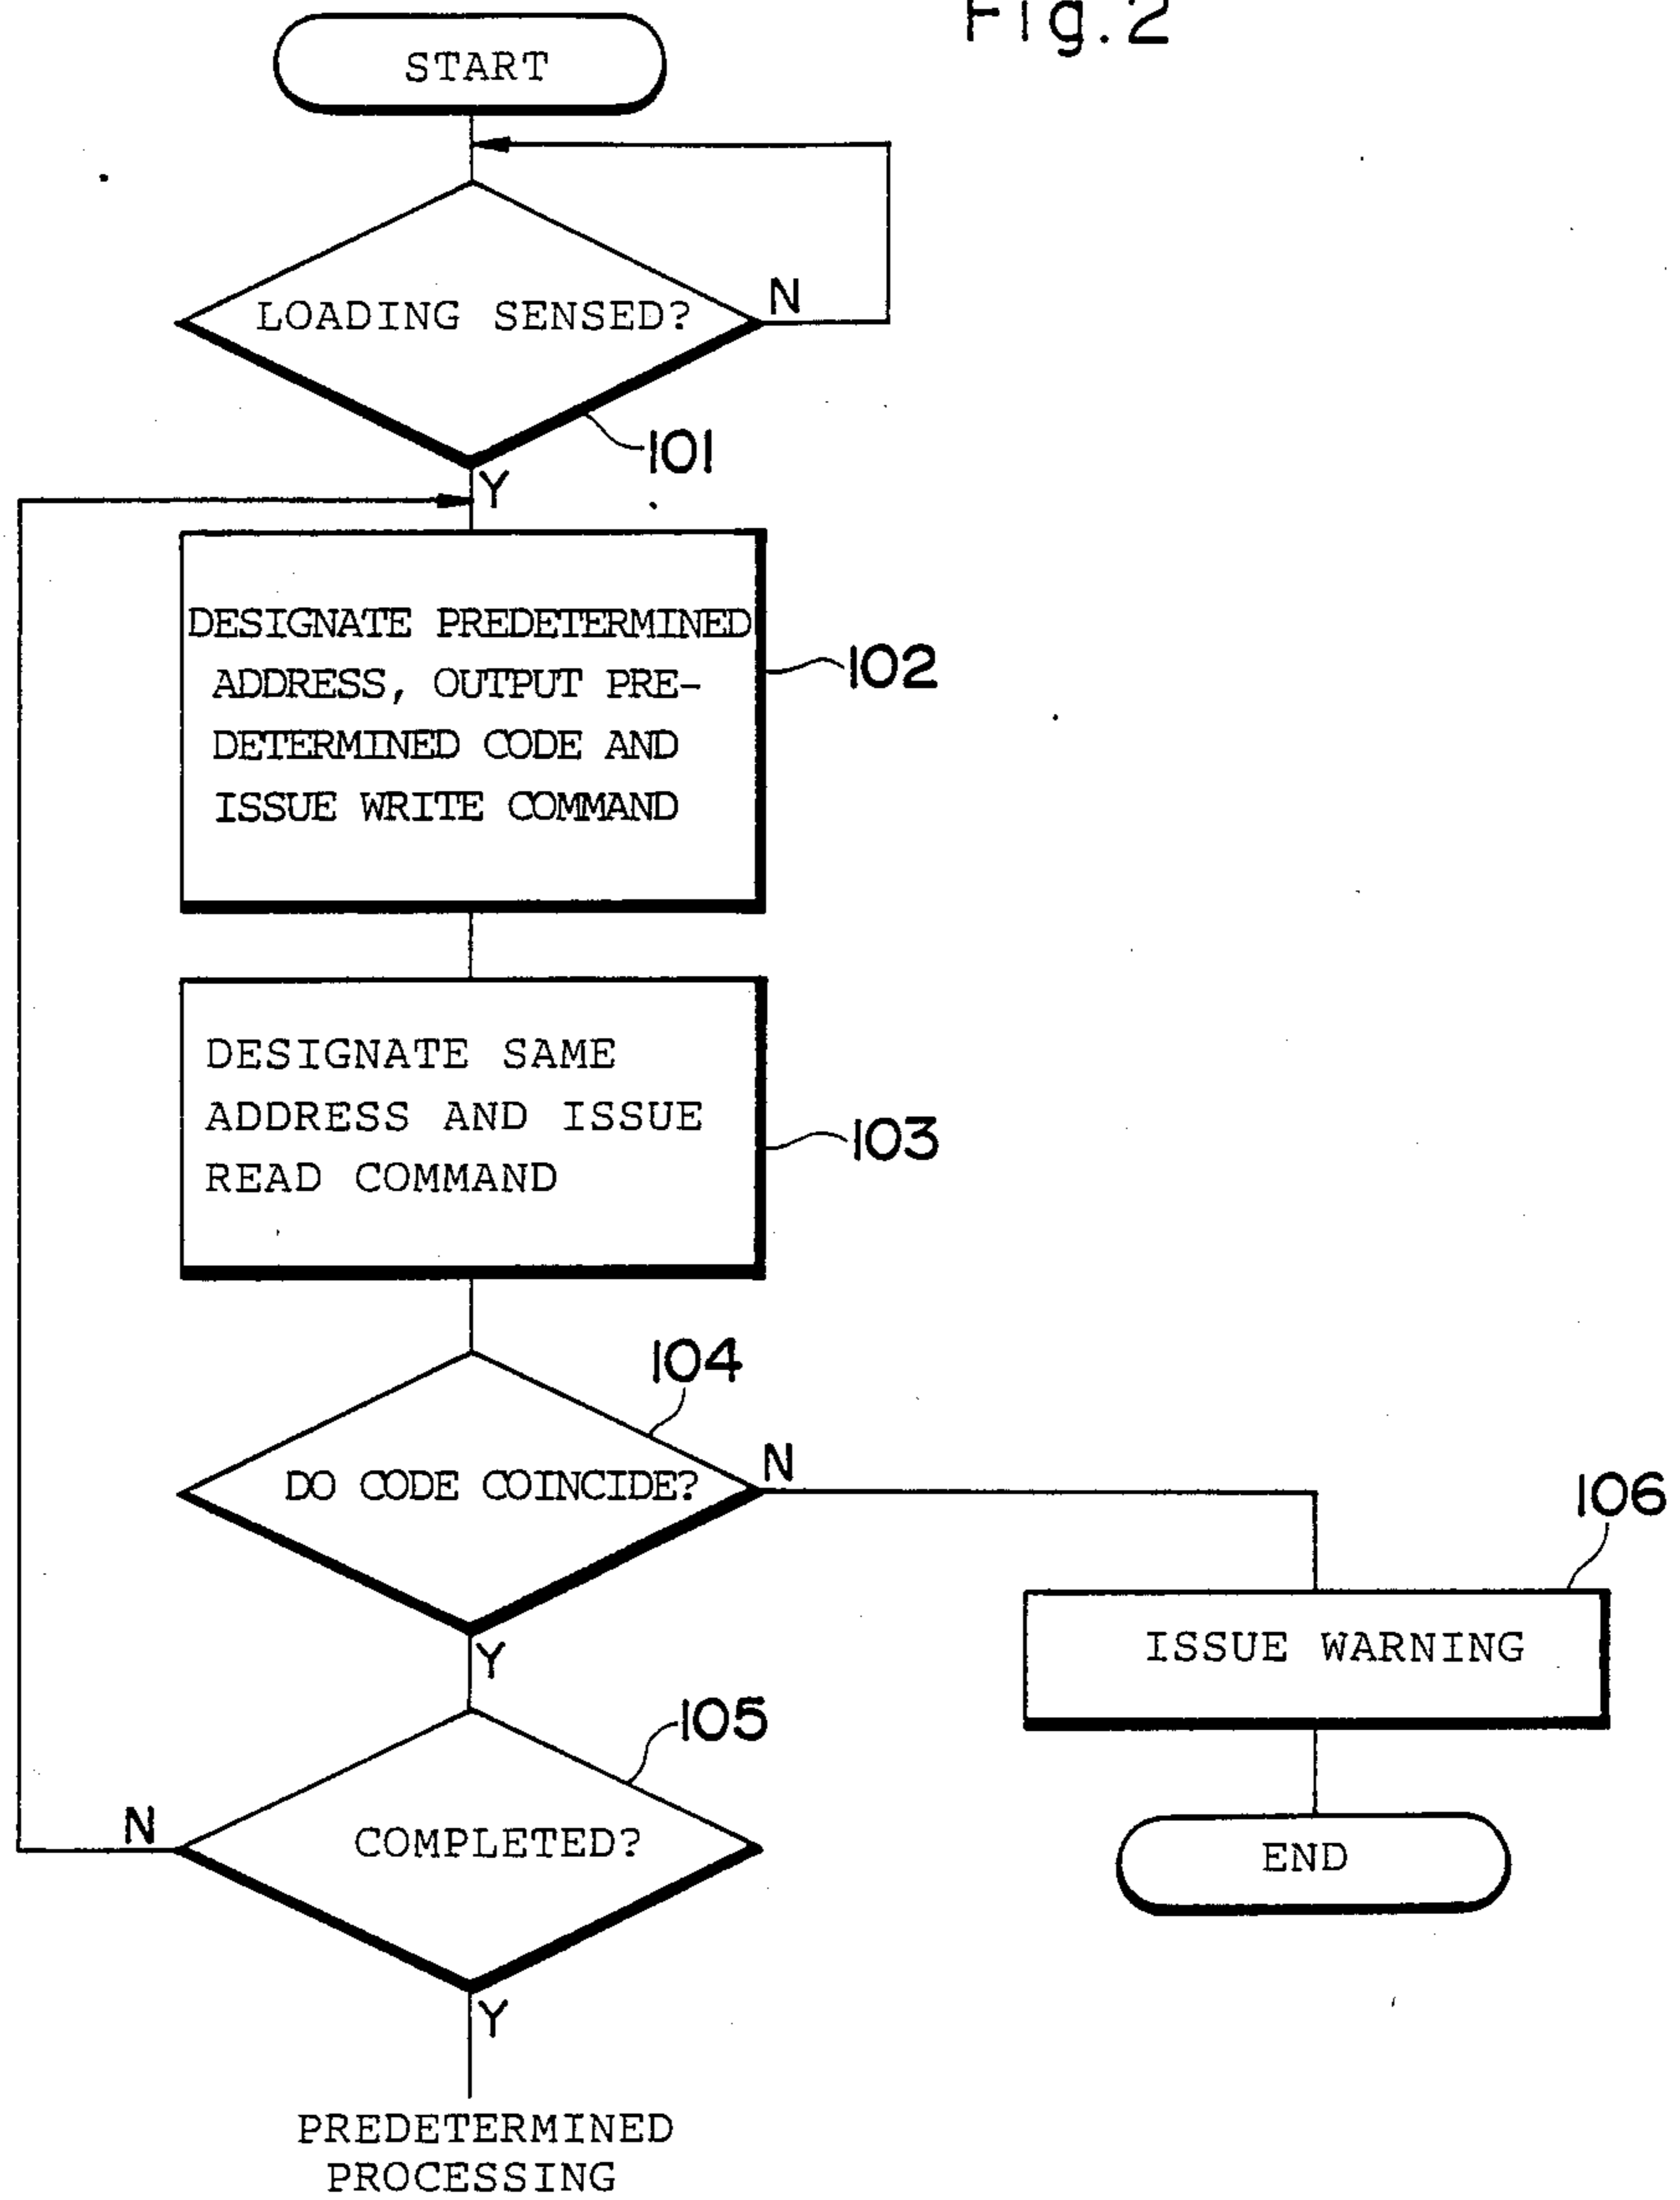 Fig. 2
START
LOADING SENSED?
N
101
Y
DESIGNATE PREDETERMINED
ADDRESS, OUTPUT PRE-
DETERMINED CODE AND
ISSUE WRITE COMMAND
102
DESIGNATE SAME
ADDRESS AND ISSUE
READ COMMAND
103
104
DO CODE COINCIDE?
N
106
ISSUE WARNING
Y
105
COMPLETED?
N
END
Y
PREDETERMINED
PROCESSING